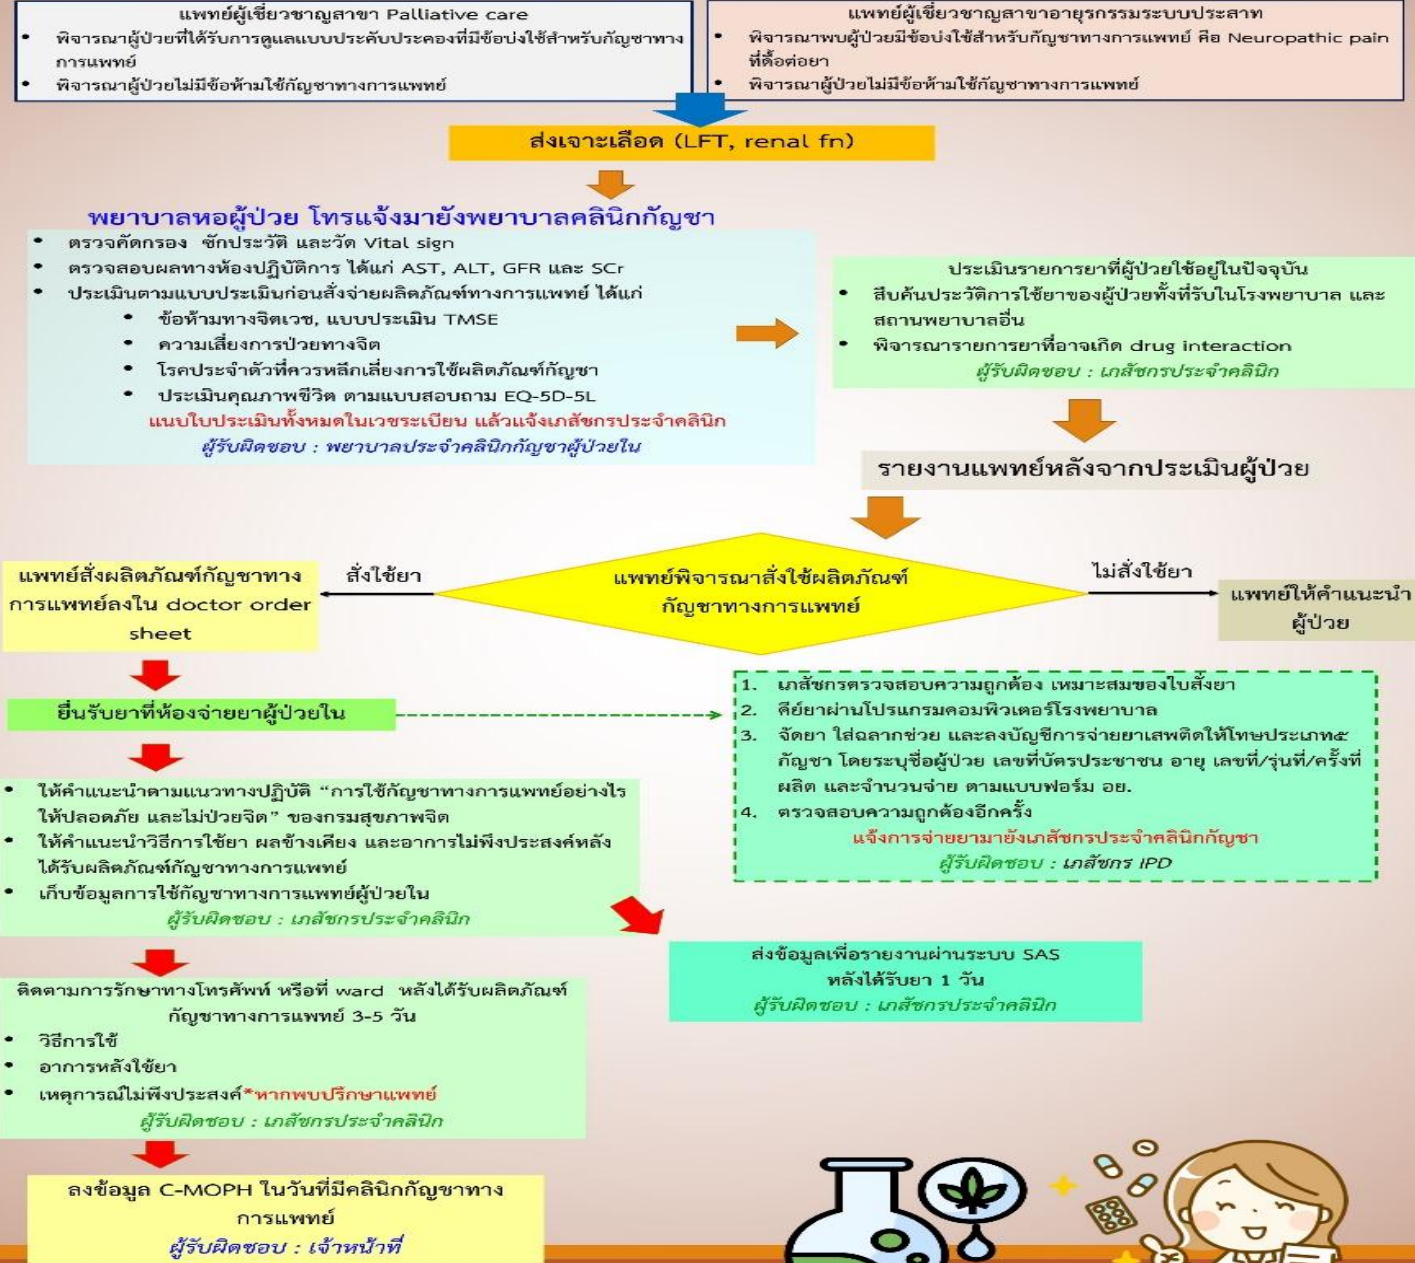 แพทย์ผู้เชี่ยวชาญสาขา Palliative care
• พิจารณาผู้ป่วยที่ได้รับการดูแลแบบประคับประคองที่มีข้อบ่งใช้สำหรับกัญชาทาง
การแพทย์
• พิจารณาผู้ป่วยไม่มีข้อห้ามใช้กัญชาทางการแพทย์
แพทย์ผู้เชี่ยวชาญสาขาอายุรกรรมระบบประสาท
• พิจารณาพบผู้ป่วยมีข้อบ่งใช้สำหรับกัญชาทางการแพทย์ คือ Neuropathic pain
ที่ดื้อต่อยา
• พิจารณาผู้ป่วยไม่มีข้อห้ามใช้กัญชาทางการแพทย์
ส่งเจาะเลือด (LFT, renal fn)
พยาบาลหอผู้ป่วย โทรแจ้งมายังพยาบาลคลินิกกัญชา
• ตรวจคัดกรอง ซักประวัติ และวัด Vital sign
• ตรวจสอบผลทางห้องปฏิบัติการ ได้แก่ AST, ALT, GFR และ SCr
• ประเมินตามแบบประเมินก่อนสั่งจ่ายผลิตภัณฑ์ทางการแพทย์ ได้แก่
• ข้อห้ามทางจิตเวช, แบบประเมิน TMSE
• ความเสี่ยงการป่วยทางจิต
• โรคประจำตัวที่ควรหลีกเลี่ยงการใช้ผลิตภัณฑ์กัญชา
• ประเมินคุณภาพชีวิต ตามแบบสอบถาม EQ-5D-5L
แนบใบประเมินทั้งหมดในเวชระเบียน แล้วแจ้งเภสัชกรประจำคลินิก
ผู้รับผิดชอบ : พยาบาลประจำคลินิกกัญชาผู้ป่วยใน
ประเมินรายการยาที่ผู้ป่วยใช้อยู่ในปัจจุบัน
• สืบค้นประวัติการใช้ยาของผู้ป่วยทั้งที่รับในโรงพยาบาล และ
สถานพยาบาลอื่น
• พิจารณารายการยาที่อาจเกิด drug interaction
ผู้รับผิดชอบ : เภสัชกรประจำคลินิก
รายงานแพทย์หลังจากประเมินผู้ป่วย
แพทย์พิจารณาสั่งใช้ผลิตภัณฑ์
กัญชาทางการแพทย์
สั่งใช้ยา
ไม่สั่งใช้ยา
แพทย์สั่งผลิตภัณฑ์กัญชาทาง
การแพทย์ลงใน doctor order
sheet
แพทย์ให้คำแนะนำ
ผู้ป่วย
ยื่นรับยาที่ห้องจ่ายยาผู้ป่วยใน
1. เภสัชกรตรวจสอบความถูกต้อง เหมาะสมของใบสั่งยา
2. คีย์ยาผ่านโปรแกรมคอมพิวเตอร์โรงพยาบาล
3. จัดยา ใส่ฉลากช่วย และลงบัญชีการจ่ายยาเสพติดให้โทษประเภท๕
กัญชา โดยระบุชื่อผู้ป่วย เลขที่บัตรประชาชน อายุ เลขที่/รุ่นที่/ครั้งที่
ผลิต และจำนวนจ่าย ตามแบบฟอร์ม อย.
4. ตรวจสอบความถูกต้องอีกครั้ง
แจ้งการจ่ายยามายังเภสัชกรประจำคลินิกกัญชา
ผู้รับผิดชอบ : เภสัชกร IPD
• ให้คำแนะนำตามแนวทางปฏิบัติ “การใช้กัญชาทางการแพทย์อย่างไร
ให้ปลอดภัย และไม่ป่วยจิต” ของกรมสุขภาพจิต
• ให้คำแนะนำวิธีการใช้ยา ผลข้างเคียง และอาการไม่พึงประสงค์หลัง
ได้รับผลิตภัณฑ์กัญชาทางการแพทย์
• เก็บข้อมูลการใช้กัญชาทางการแพทย์ผู้ป่วยใน
ผู้รับผิดชอบ : เภสัชกรประจำคลินิก
ส่งข้อมูลเพื่อรายงานผ่านระบบ SAS
หลังได้รับยา 1 วัน
ผู้รับผิดชอบ : เภสัชกรประจำคลินิก
ติดตามการรักษาทางโทรศัพท์ หรือที่ ward หลังได้รับผลิตภัณฑ์
กัญชาทางการแพทย์ 3-5 วัน
• วิธีการใช้
• อาการหลังใช้ยา
• เหตุการณ์ไม่พึงประสงค์*หากพบปรึกษาแพทย์
ผู้รับผิดชอบ : เภสัชกรประจำคลินิก
ลงข้อมูล C-MOPH ในวันที่มีคลินิกกัญชาทาง
การแพทย์
ผู้รับผิดชอบ : เจ้าหน้าที่